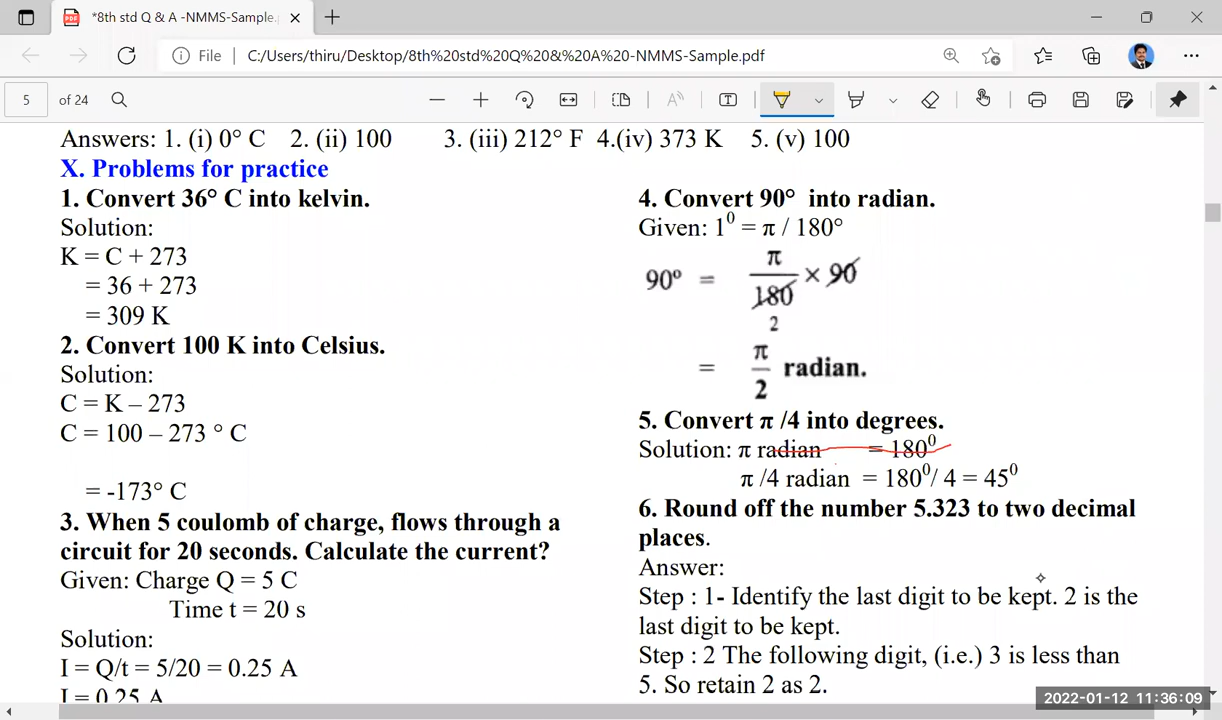 *8th std Q & A -NMMS-Sample.
File C:/Users/thiru/Desktop/8th%20std%20Q%20&%20A%20-NMMS-Sample.pdf
5 of 24
Answers: 1. (i) 0° C 2. (ii) 100 3. (iii) 212° F 4.(iv) 373 K 5. (v) 100
X. Problems for practice
1. Convert 36° C into kelvin.
Solution:
K = C + 273
= 36 + 273
= 309 K
2. Convert 100 K into Celsius.
Solution:
C = K – 273
C = 100 – 273 ° C
= -173° C
3. When 5 coulomb of charge, flows through a
circuit for 20 seconds. Calculate the current?
Given: Charge Q = 5 C
Time t = 20 s
Solution:
I = Q/t = 5/20 = 0.25 A
I = 0.25 A
4. Convert 90° into radian.
Given: 1⁰ = π / 180°
90º = π/180 × 90
2
= π/2 radian.
5. Convert π /4 into degrees.
Solution: π radian = 180⁰
π /4 radian = 180⁰/ 4 = 45⁰
6. Round off the number 5.323 to two decimal
places.
Answer:
Step : 1- Identify the last digit to be kept. 2 is the
last digit to be kept.
Step : 2 The following digit, (i.e.) 3 is less than
5. So retain 2 as 2.
2022-01-12 11:36:09